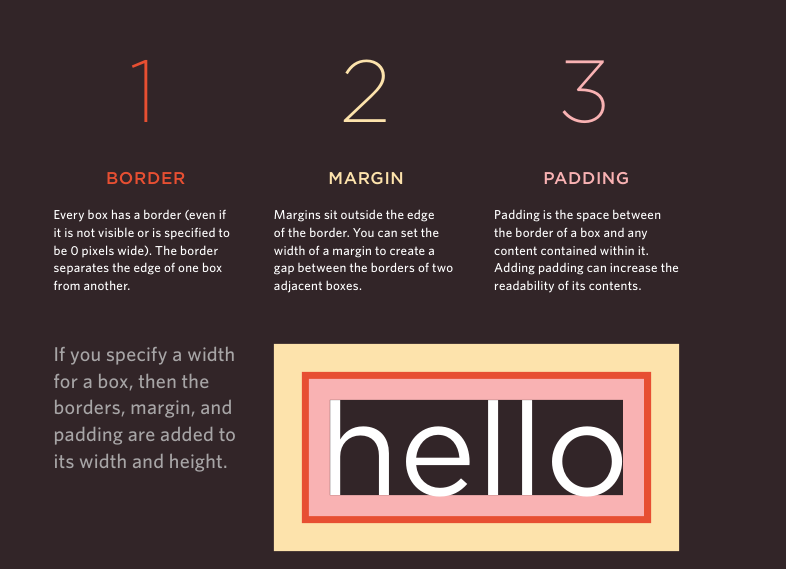 1
BORDER
Every box has a border (even if
it is not visible or is specified to
be 0 pixels wide). The border
separates the edge of one box
from another.
2
MARGIN
Margins sit outside the edge
of the border. You can set the
width of a margin to create a
gap between the borders of two
adjacent boxes.
3
PADDING
Padding is the space between
the border of a box and any
content contained within it.
Adding padding can increase the
readability of its contents.
If you specify a width
for a box, then the
borders, margin, and
padding are added to
its width and height.
hello